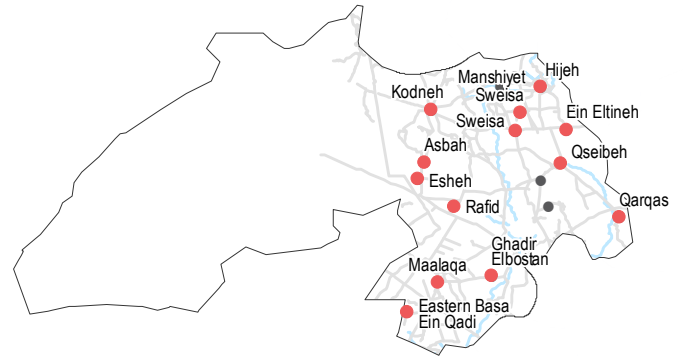 Hijeh
Manshiyet
Sweisa
Kodneh
Ein Eltineh
Sweisa
Asbah
Qseibeh
Esheh
Qarqas
Rafid
Ghadir
Elbostan
Maalaqa
Eastern Basa
Ein Qadi